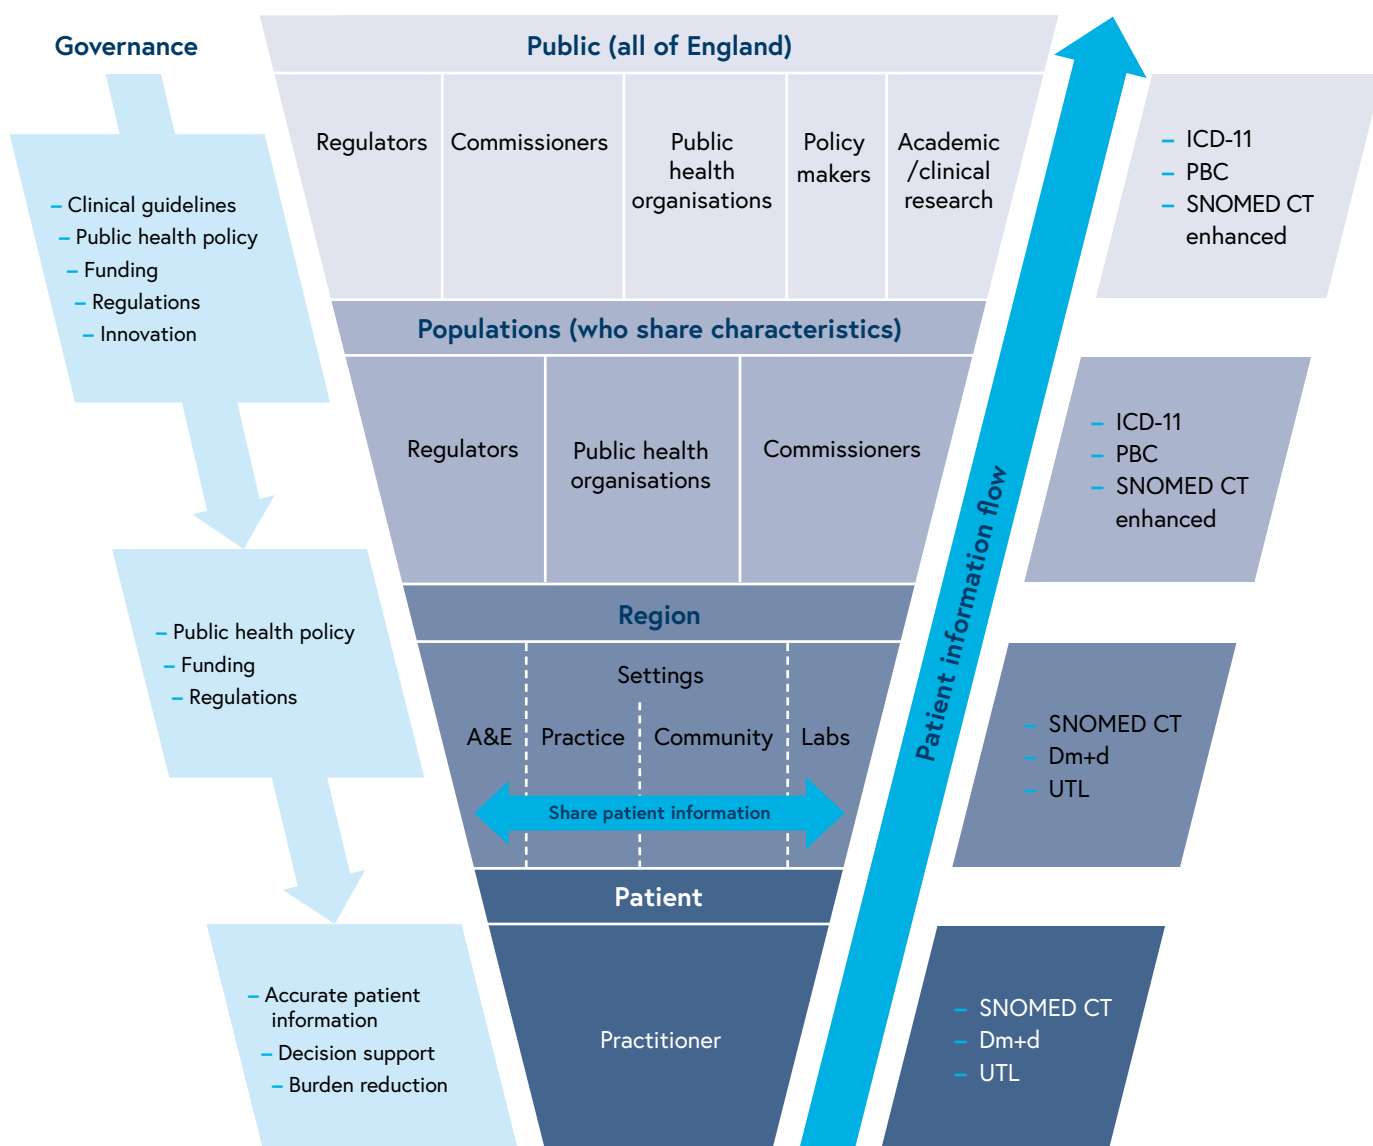 Governance
– Clinical guidelines
– Public health policy
– Funding
– Regulations
– Innovation
– Public health policy
– Funding
– Regulations
– Accurate patient
information
– Decision support
– Burden reduction
Public (all of England)
Regulators
Commissioners
Public
health
organisations
Policy
makers
Academic
/clinical
research
Populations (who share characteristics)
Regulators
Public health
organisations
Commissioners
Region
Settings
A&E
Practice
Community
Labs
Share patient information
Patient
Practitioner
Patient information flow
– ICD-11
– PBC
– SNOMED CT
enhanced
– ICD-11
– PBC
– SNOMED CT
enhanced
– SNOMED CT
– Dm+d
– UTL
– SNOMED CT
– Dm+d
– UTL